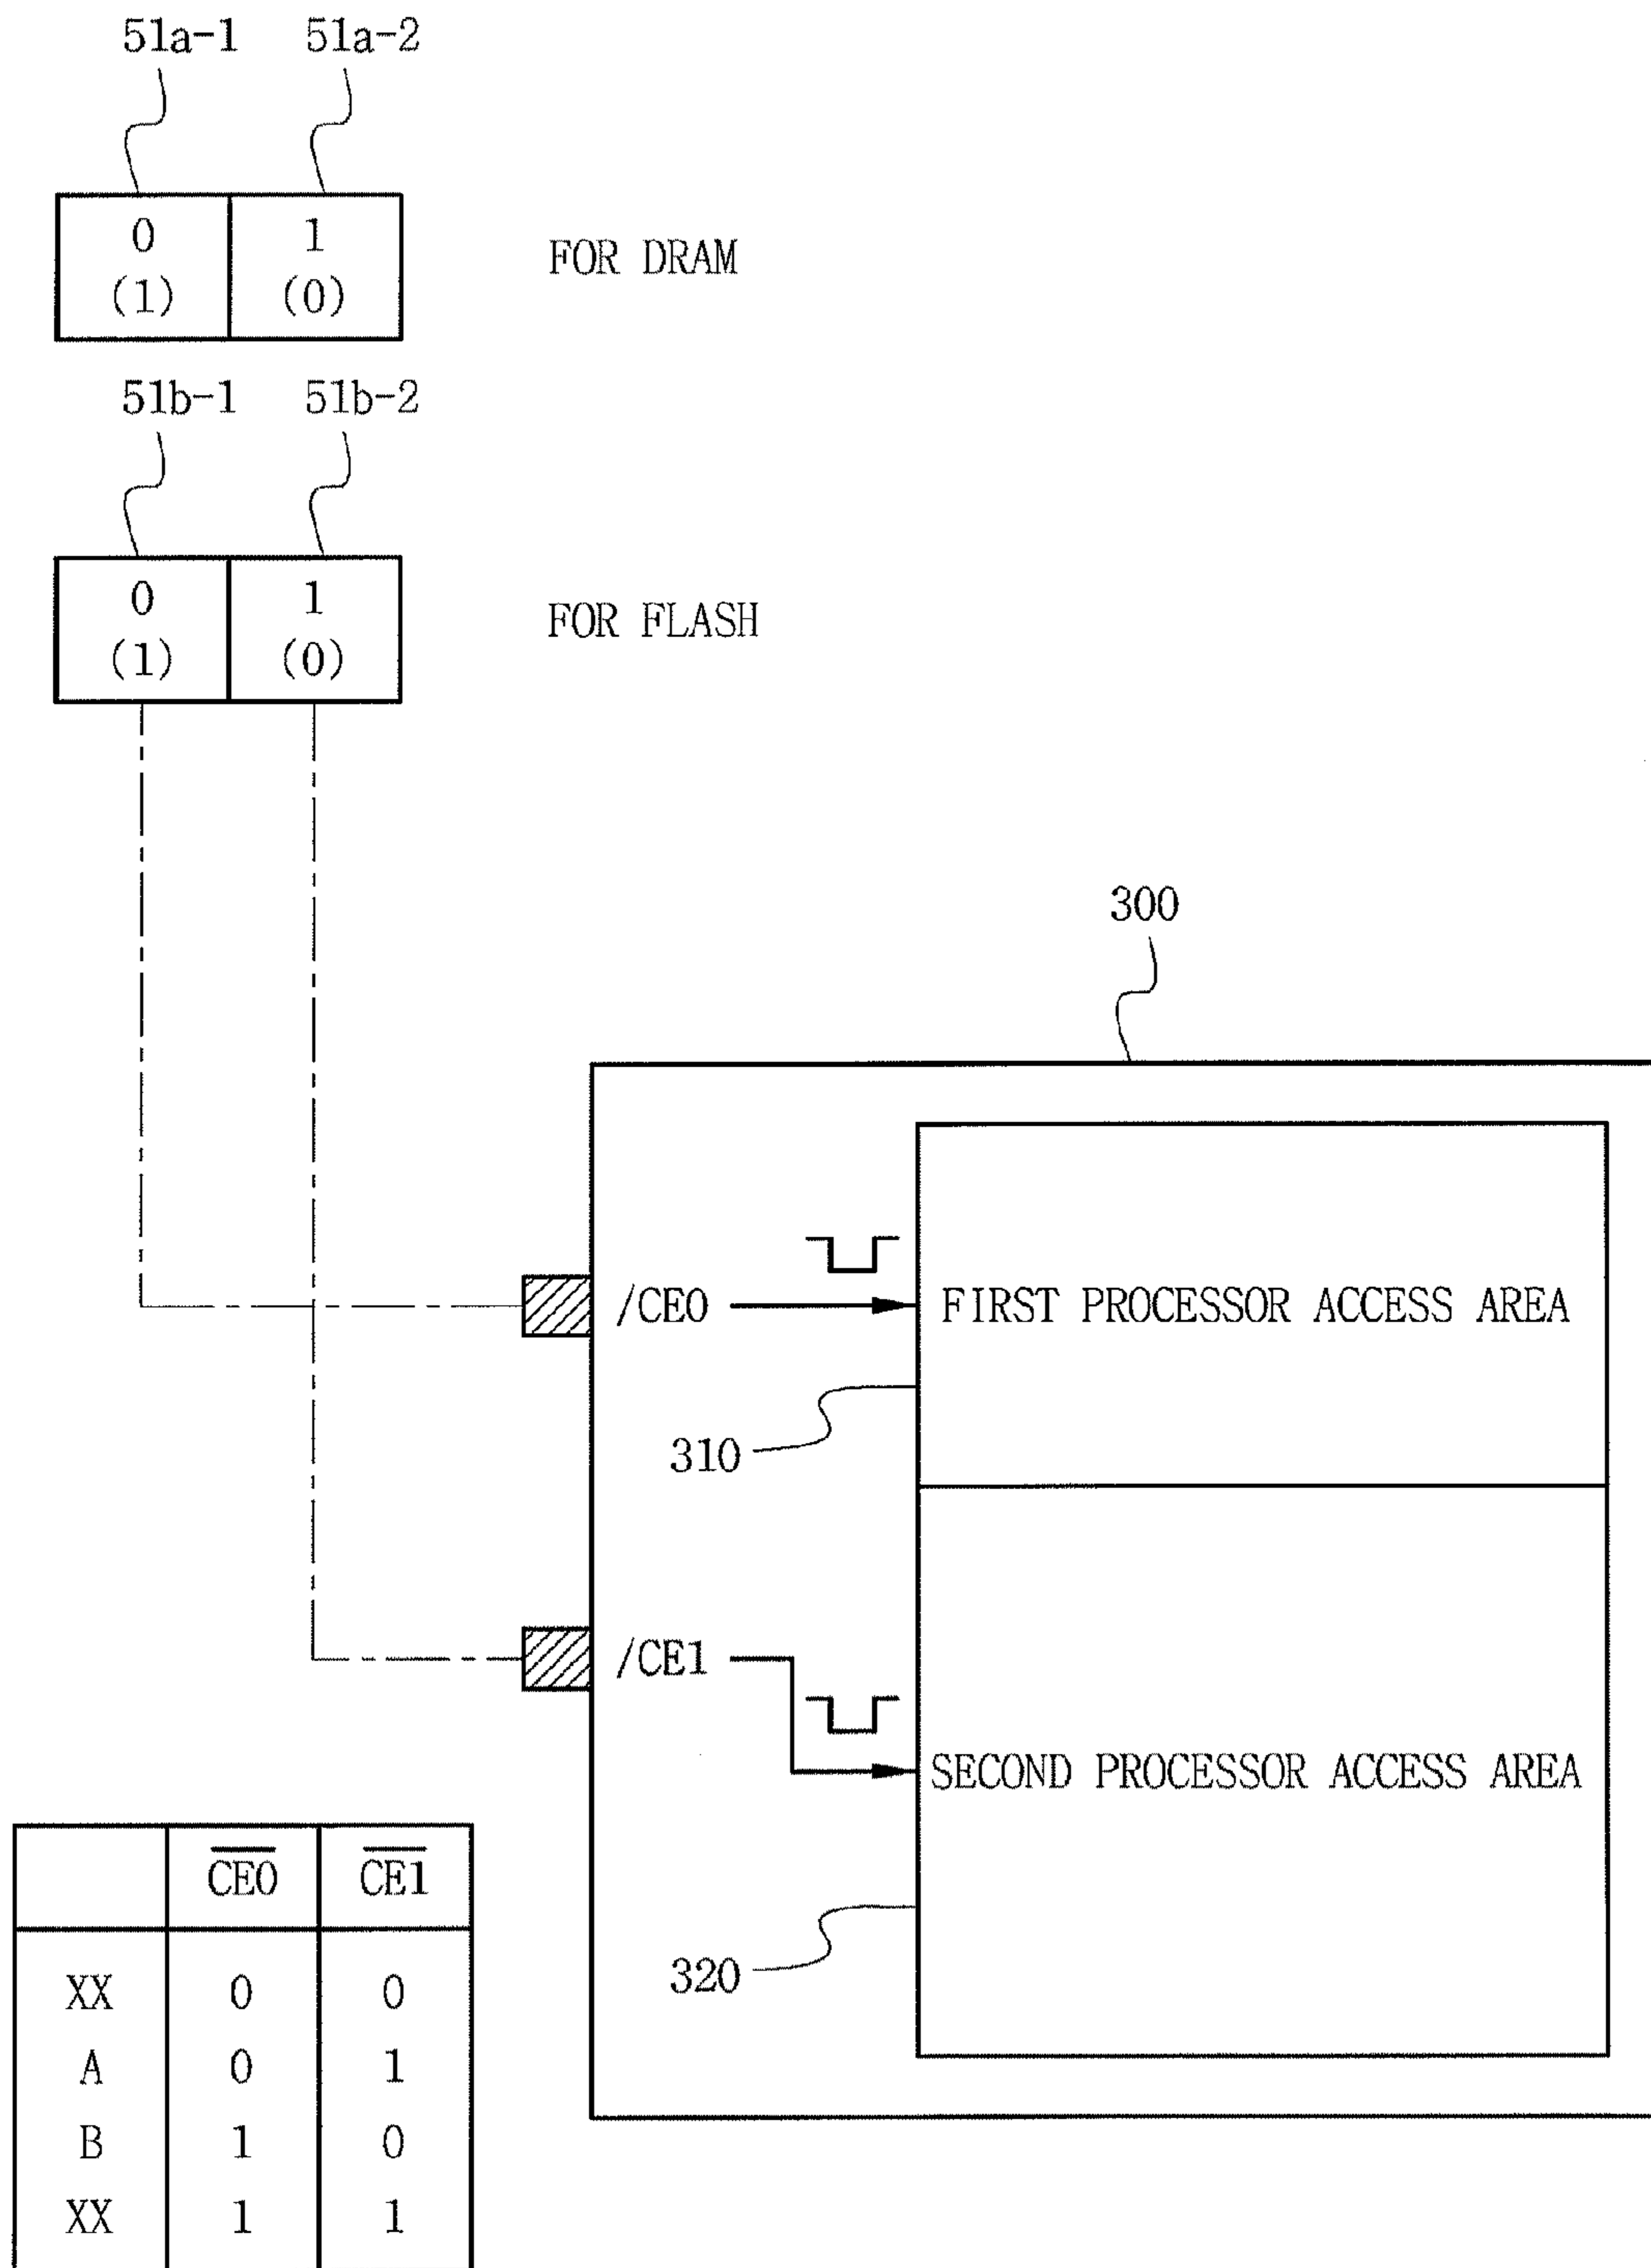 51a-1 51a-2
0 1
(1) (0)
FOR DRAM
51b-1 51b-2
0 1
(1) (0)
FOR FLASH
300
/CE0
FIRST PROCESSOR ACCESS AREA
310
/CE1
SECOND PROCESSOR ACCESS AREA
320
C̅E̅0̅ C̅E̅1̅
XX 0 0
A 0 1
B 1 0
XX 1 1